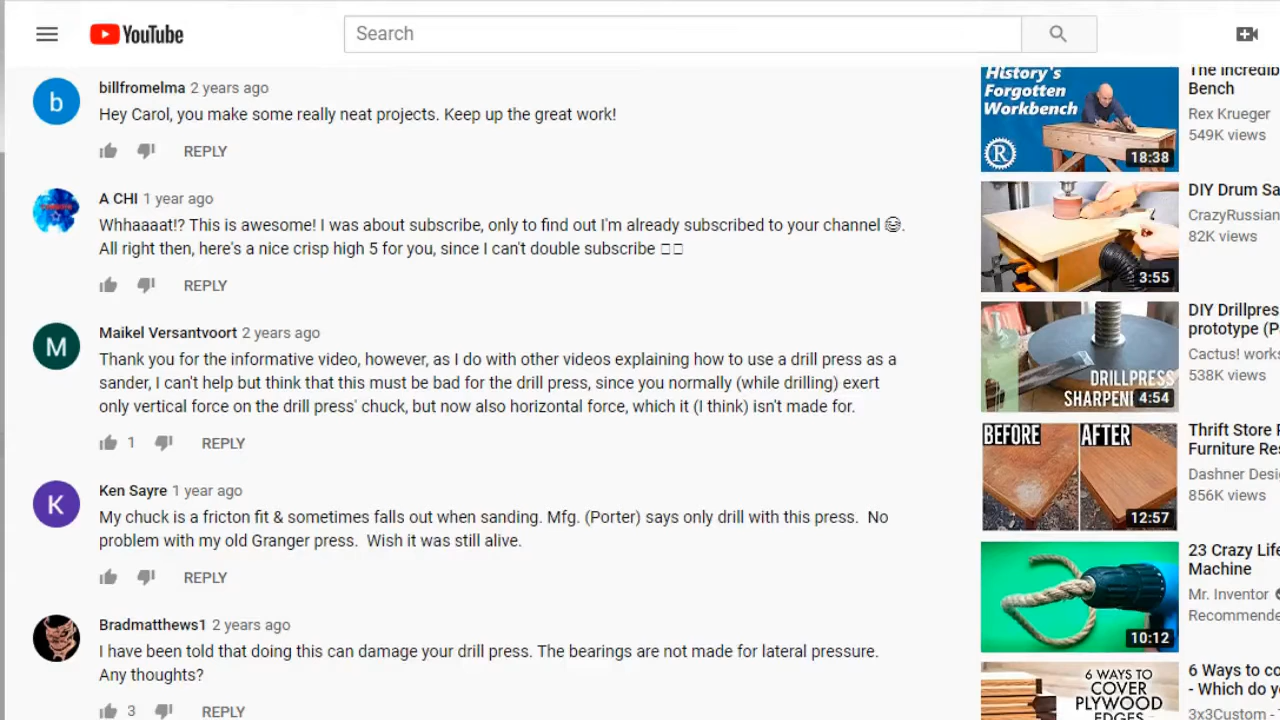 YouTube
Search
billfromelma 2 years ago
Hey Carol, you make some really neat projects. Keep up the great work!
REPLY
A CHI 1 year ago
Whhaaaat!? This is awesome! I was about subscribe, only to find out I'm already subscribed to your channel 😅.
All right then, here's a nice crisp high 5 for you, since I can't double subscribe □□
REPLY
Maikel Versantvoort 2 years ago
Thank you for the informative video, however, as I do with other videos explaining how to use a drill press as a
sander, I can't help but think that this must be bad for the drill press, since you normally (while drilling) exert
only vertical force on the drill press' chuck, but now also horizontal force, which it (I think) isn't made for.
1 REPLY
Ken Sayre 1 year ago
My chuck is a fricton fit & sometimes falls out when sanding. Mfg. (Porter) says only drill with this press. No
problem with my old Granger press. Wish it was still alive.
REPLY
Bradmatthews1 2 years ago
I have been told that doing this can damage your drill press. The bearings are not made for lateral pressure.
Any thoughts?
3 REPLY
b
M
K
History's
Forgotten
Workbench
R
18:38
The Incredib
Bench
Rex Krueger
549K views
3:55
DIY Drum Sa
CrazyRussian
82K views
DRILLPRESS
SHARPENI
4:54
DIY Drillpres
prototype (P
Cactus! works
538K views
BEFORE AFTER
12:57
Thrift Store F
Furniture Res
Dashner Desi
856K views
10:12
23 Crazy Life
Machine
Mr. Inventor
Recommende
6 WAYS TO
COVER
PLYWOOD
EDGES
6 Ways to co
- Which do y
3x3Custom - T